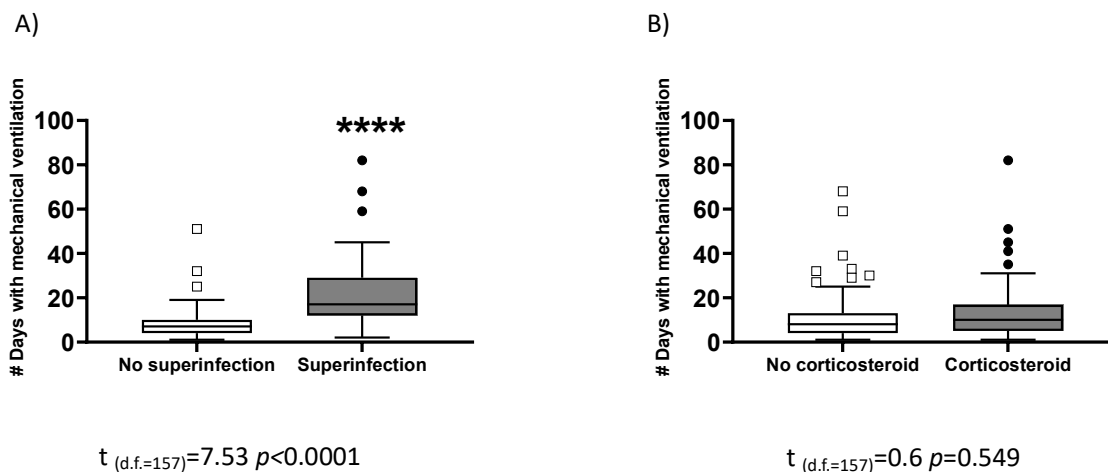 A)
B)
# Days with mechanical ventilation
100
80
60
40
20
0
****
No superinfection
Superinfection
# Days with mechanical ventilation
100
80
60
40
20
0
No corticosteroid
Corticosteroid
t (d.f.=157)=7.53 p<0.0001
t (d.f.=157)=0.6 p=0.549